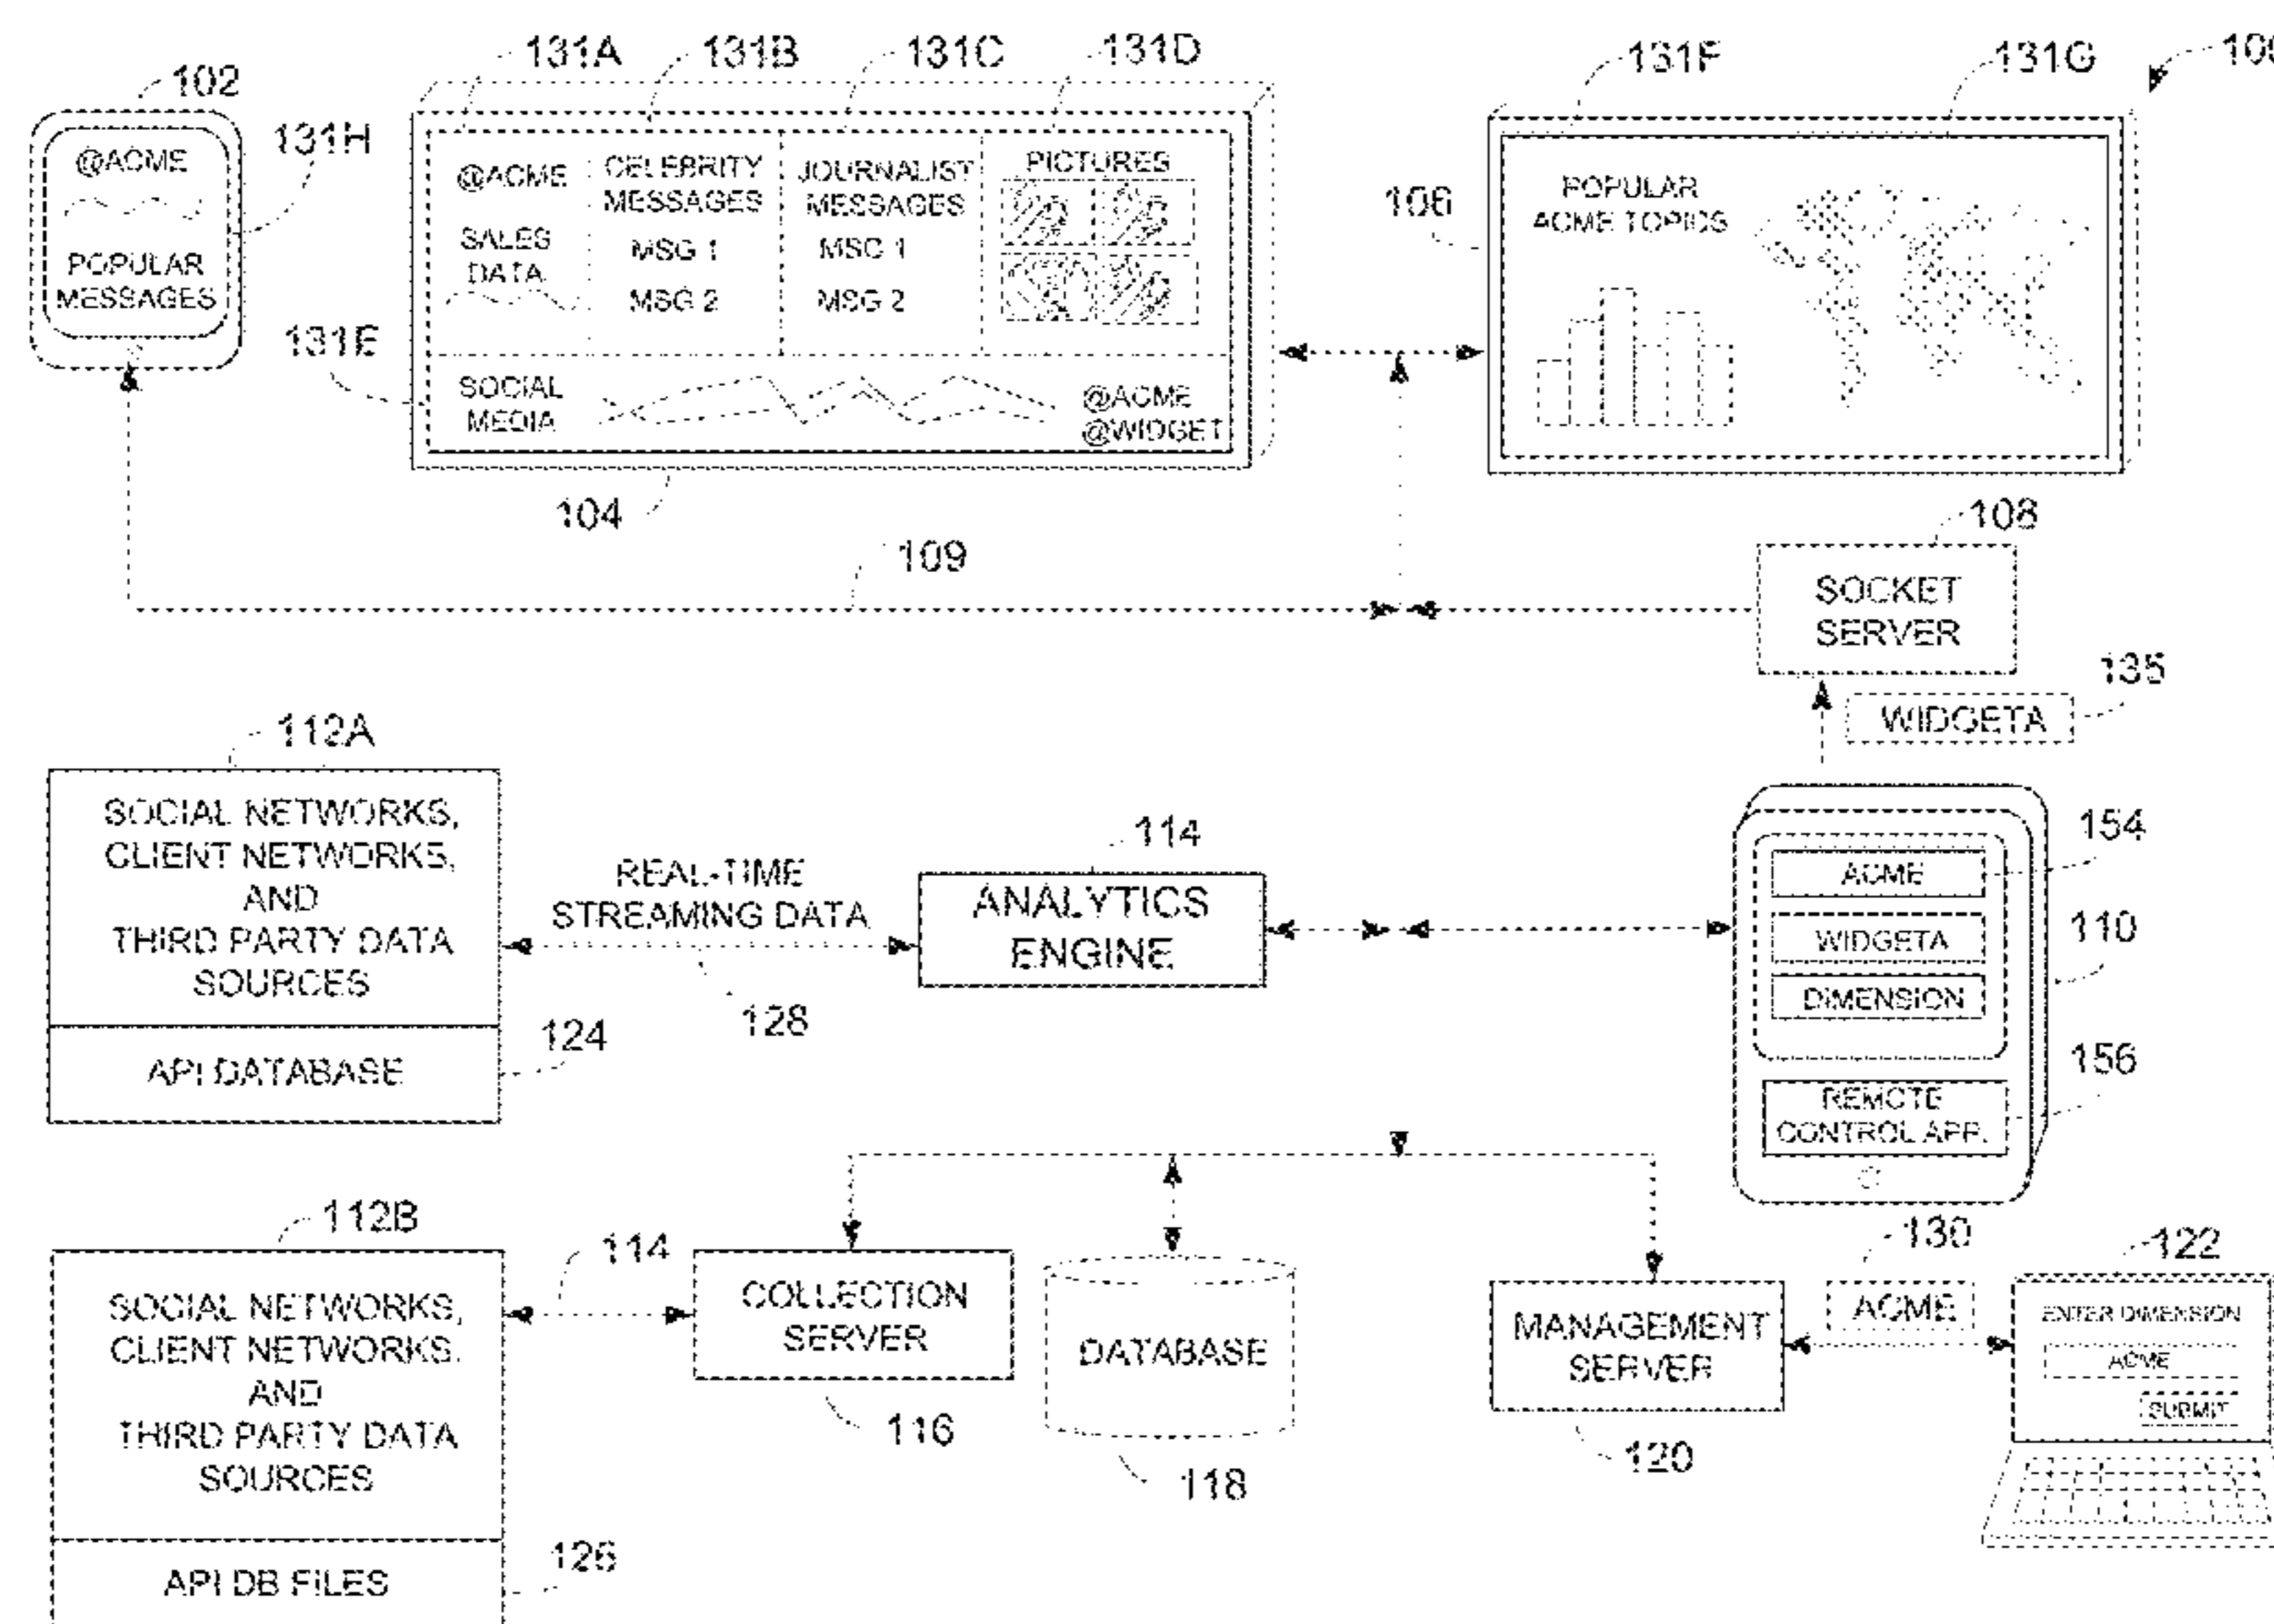 131A
131B
131C
131D
131F
131G
102
131H
@ACME
POPULAR
MESSAGES
@ACME
SALES
DATA
CELEBRITY
MESSAGES
MSG 1
MSG 2
JOURNALIST
MESSAGES
MSG 1
MSG 2
PICTURES
131E
SOCIAL
MEDIA
@ACME
@WIDGET
104
106
POPULAR
ACME TOPICS
109
108
SOCKET
SERVER
135
WIDGETA
112A
SOCIAL NETWORKS,
CLIENT NETWORKS,
AND
THIRD PARTY DATA
SOURCES
124
API DATABASE
REAL-TIME
STREAMING DATA
128
114
ANALYTICS
ENGINE
154
ACME
WIDGETA
DIMENSION
110
156
REMOTE
CONTROL APP.
112B
SOCIAL NETWORKS,
CLIENT NETWORKS,
AND
THIRD PARTY DATA
SOURCES
126
API DB FILES
114
COLLECTION
SERVER
116
DATABASE
118
MANAGEMENT
SERVER
120
130
ACME
122
ENTER DIMENSION
ACME
SUBMIT